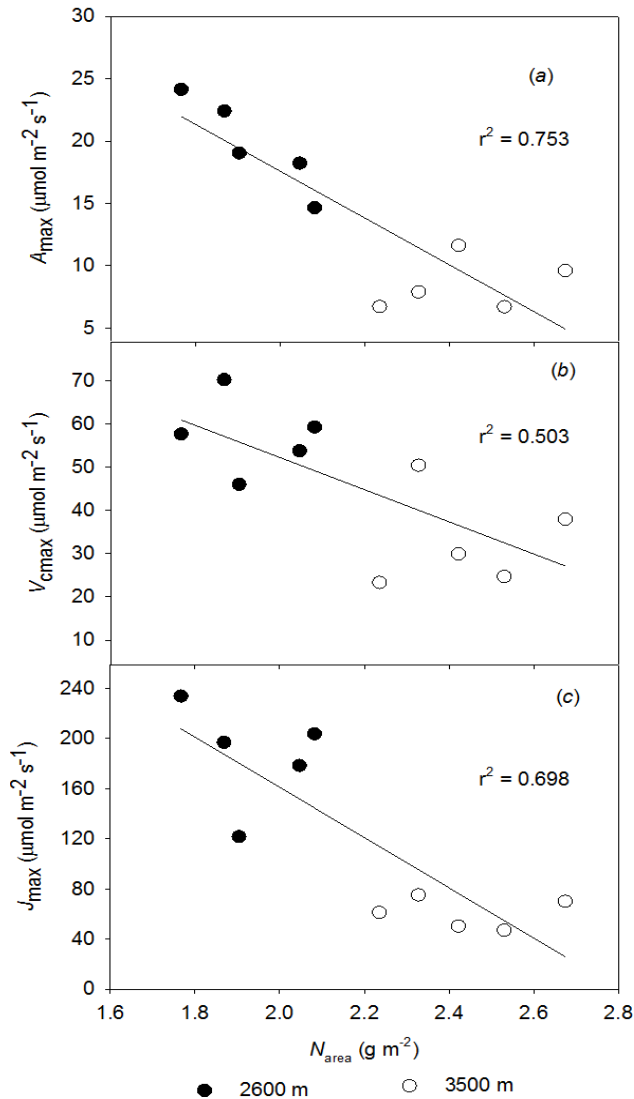 30
(a)
25
r² = 0.753
20
15
10
5
Amax (μmol m⁻² s⁻¹)
70
(b)
60
r² = 0.503
50
40
30
20
10
Vcmax (μmol m⁻² s⁻¹)
240
(c)
200
r² = 0.698
160
120
80
40
0
Jmax (μmol m⁻² s⁻¹)
1.6 1.8 2.0 2.2 2.4 2.6 2.8
Narea (g m⁻²)
2600 m 3500 m